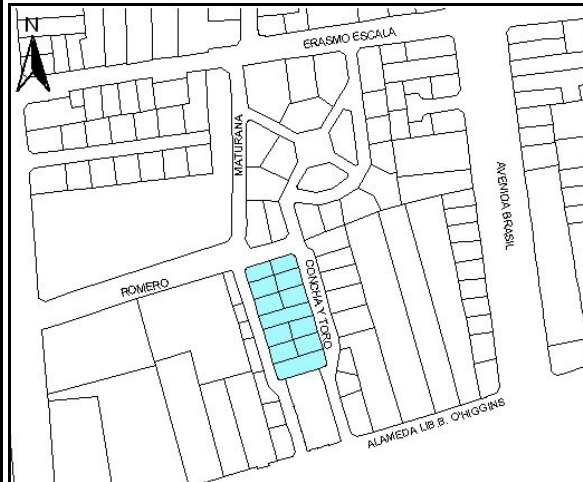 N
ERASMO ESCALA
MATURANA
AVENIDA BRASIL
ROMERO
CONCHA Y TORO
ALAMEDA LIB.B. O'HIGGINS